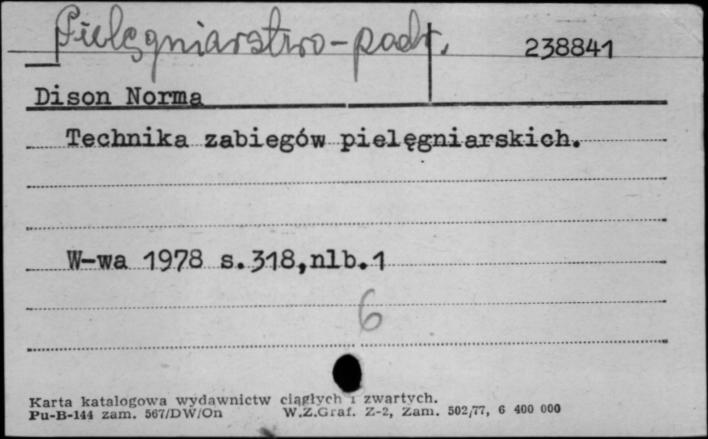 Pielęgniarstwo - podr. 238841
Dison Norma
Technika zabiegów pielęgniarskich.
W-wa 1978 s.318,nlb.1
6
Karta katalogowa wydawnictw ciągłych i zwartych.
Pu-B-144 zam. 567/DW/On W.Z.Graf. Z-2, Zam. 502/77, 6 400 000